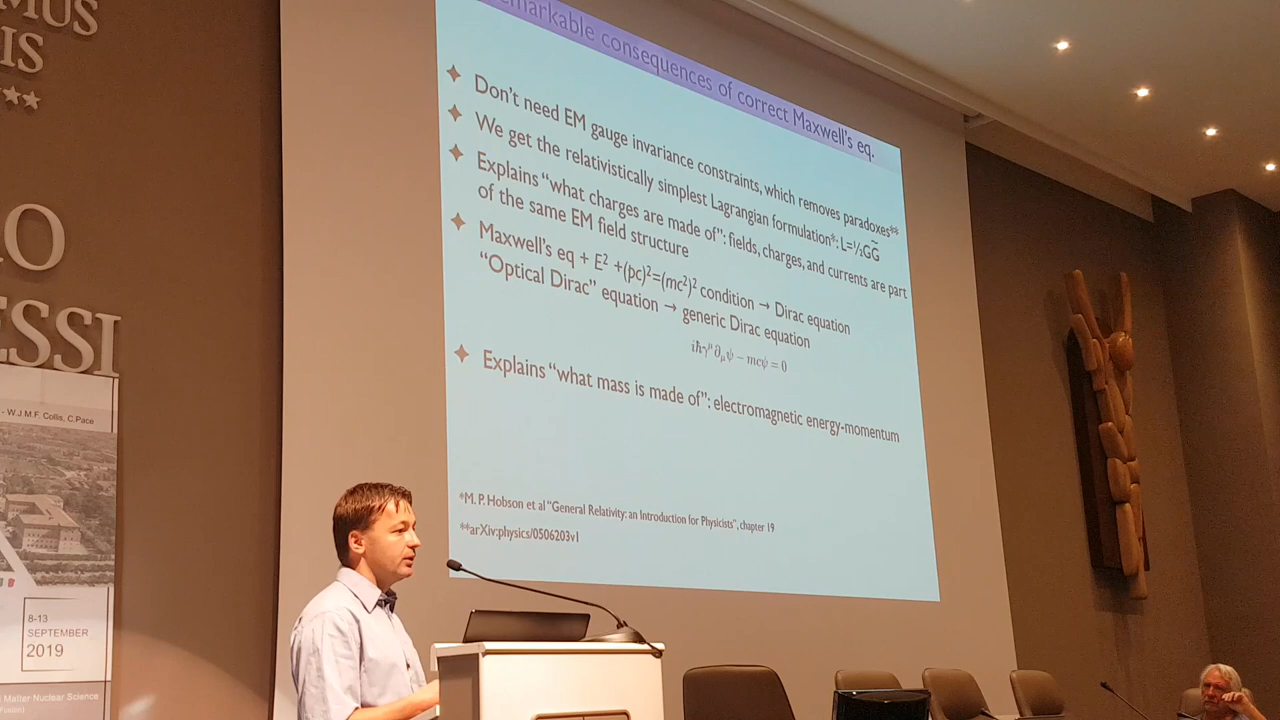 MUS
IS
★★★
RO
ESSI
- W.J.M.F. Collis, C.Pace
8-13
SEPTEMBER
2019
Matter Nuclear Science
emarkable consequences of correct Maxwell's eq.
✦ Don't need EM gauge invariance constraints, which removes paradoxes**
✦ We get the relativistically simplest Lagrangian formulation*: L=½GG̃
✦ Explains "what charges are made of": fields, charges, and currents are part
of the same EM field structure
✦ Maxwell's eq + E² +(pc)²=(mc²)² condition → Dirac equation
"Optical Dirac" equation → generic Dirac equation
iħγ^μ ∂_μ ψ – mcψ = 0
✦ Explains "what mass is made of": electromagnetic energy-momentum
*M. P. Hobson et al "General Relativity: an Introduction for Physicists", chapter 19
**arXiv:physics/0506203v1